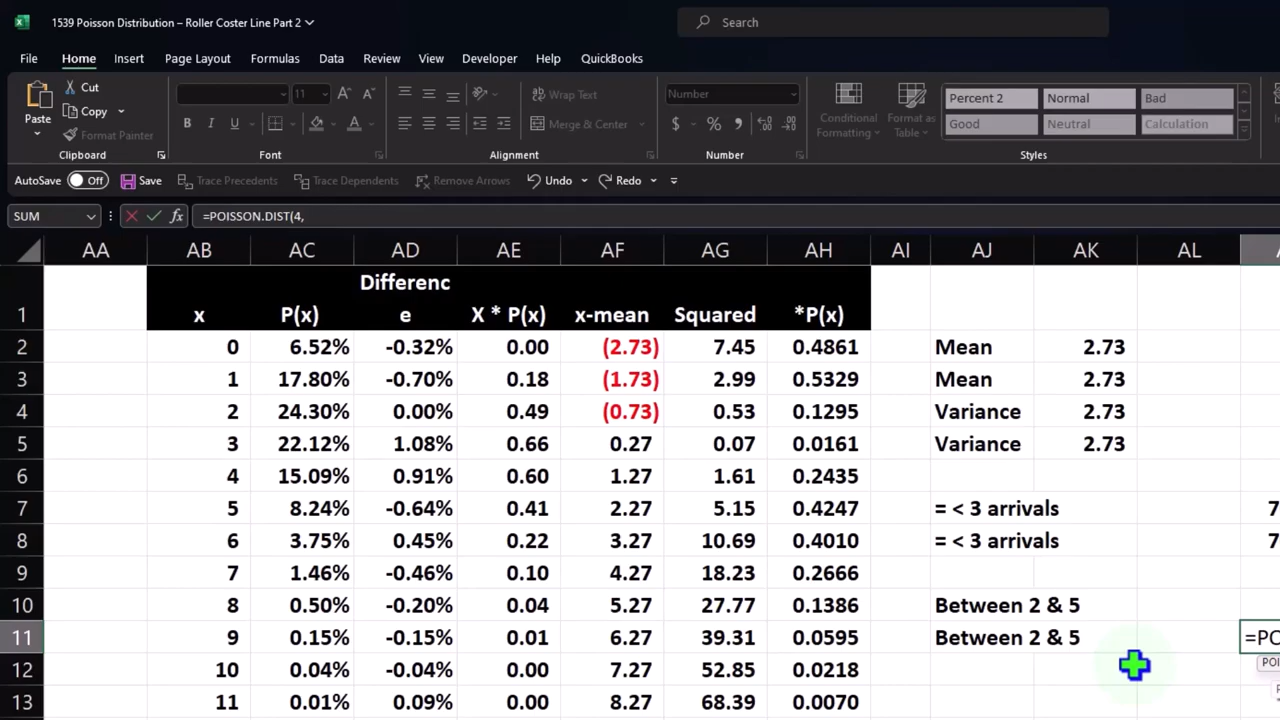 1539 Poisson Distribution – Roller Coster Line Part 2
Search
File Home Insert Page Layout Formulas Data Review View Developer Help QuickBooks
Paste
Cut
Copy
Format Painter
Clipboard
11
A A
B I U
Font
Wrap Text
Merge & Center
Alignment
Number
$ % ,
Number
Conditional Formatting
Format as Table
Percent 2 Normal Bad
Good Neutral Calculation
Styles
AutoSave Off Save Trace Precedents Trace Dependents Remove Arrows Undo Redo
SUM fx =POISSON.DIST(4,
AA AB AC AD AE AF AG AH AI AJ AK AL
Differenc
1 x P(x) e X * P(x) x-mean Squared *P(x)
2 0 6.52% -0.32% 0.00 (2.73) 7.45 0.4861 Mean 2.73
3 1 17.80% -0.70% 0.18 (1.73) 2.99 0.5329 Mean 2.73
4 2 24.30% 0.00% 0.49 (0.73) 0.53 0.1295 Variance 2.73
5 3 22.12% 1.08% 0.66 0.27 0.07 0.0161 Variance 2.73
6 4 15.09% 0.91% 0.60 1.27 1.61 0.2435
7 5 8.24% -0.64% 0.41 2.27 5.15 0.4247 = < 3 arrivals 7
8 6 3.75% 0.45% 0.22 3.27 10.69 0.4010 = < 3 arrivals 7
9 7 1.46% -0.46% 0.10 4.27 18.23 0.2666
10 8 0.50% -0.20% 0.04 5.27 27.77 0.1386 Between 2 & 5
11 9 0.15% -0.15% 0.01 6.27 39.31 0.0595 Between 2 & 5 =PO
12 10 0.04% -0.04% 0.00 7.27 52.85 0.0218 POI
13 11 0.01% 0.09% 0.00 8.27 68.39 0.0070